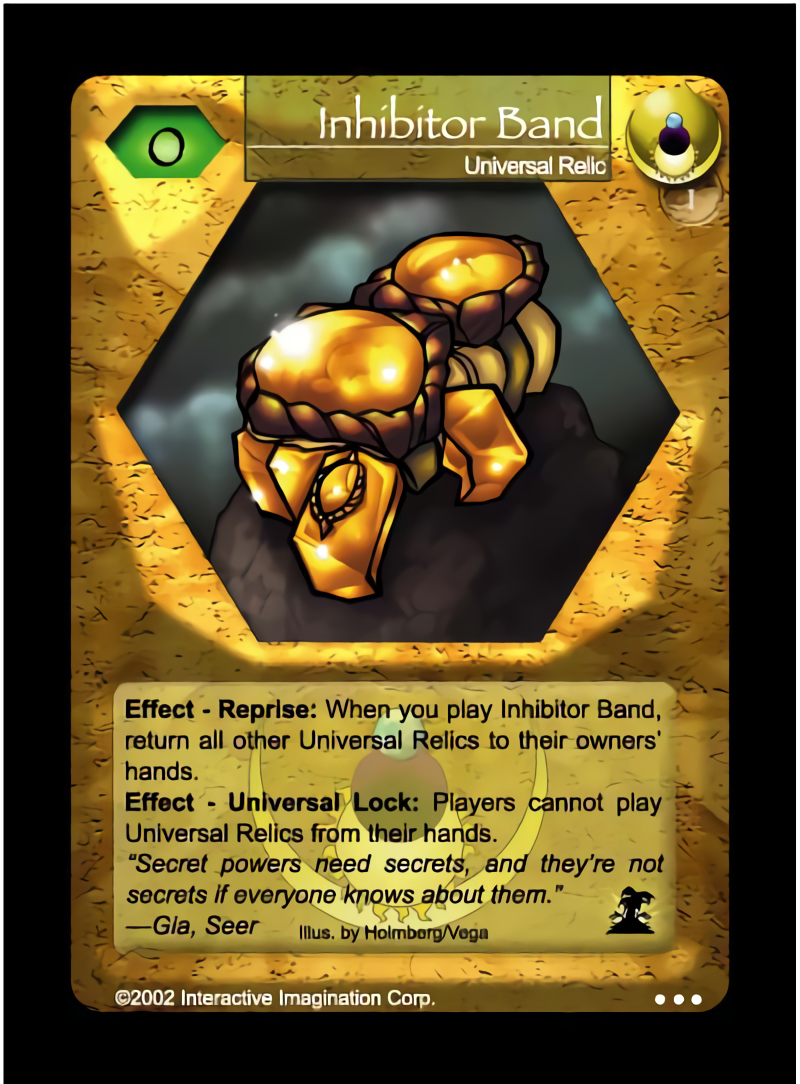 0
Inhibitor Band
Universal Relic
1
Effect - Reprise: When you play Inhibitor Band,
return all other Universal Relics to their owners'
hands.
Effect - Universal Lock: Players cannot play
Universal Relics from their hands.
"Secret powers need secrets, and they're not
secrets if everyone knows about them."
—Gia, Seer
Illus. by Holmberg/Vega
©2002 Interactive Imagination Corp.